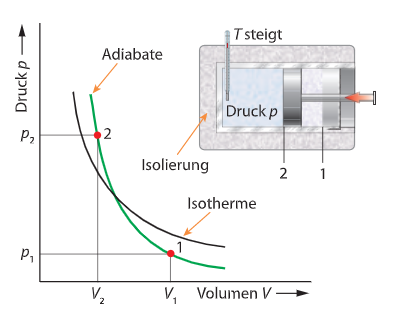 Druck p
Adiabate
T steigt
Druck p
p₂
2
Isolierung
2 1
Isotherme
1
p₁
V₂ V₁ Volumen V